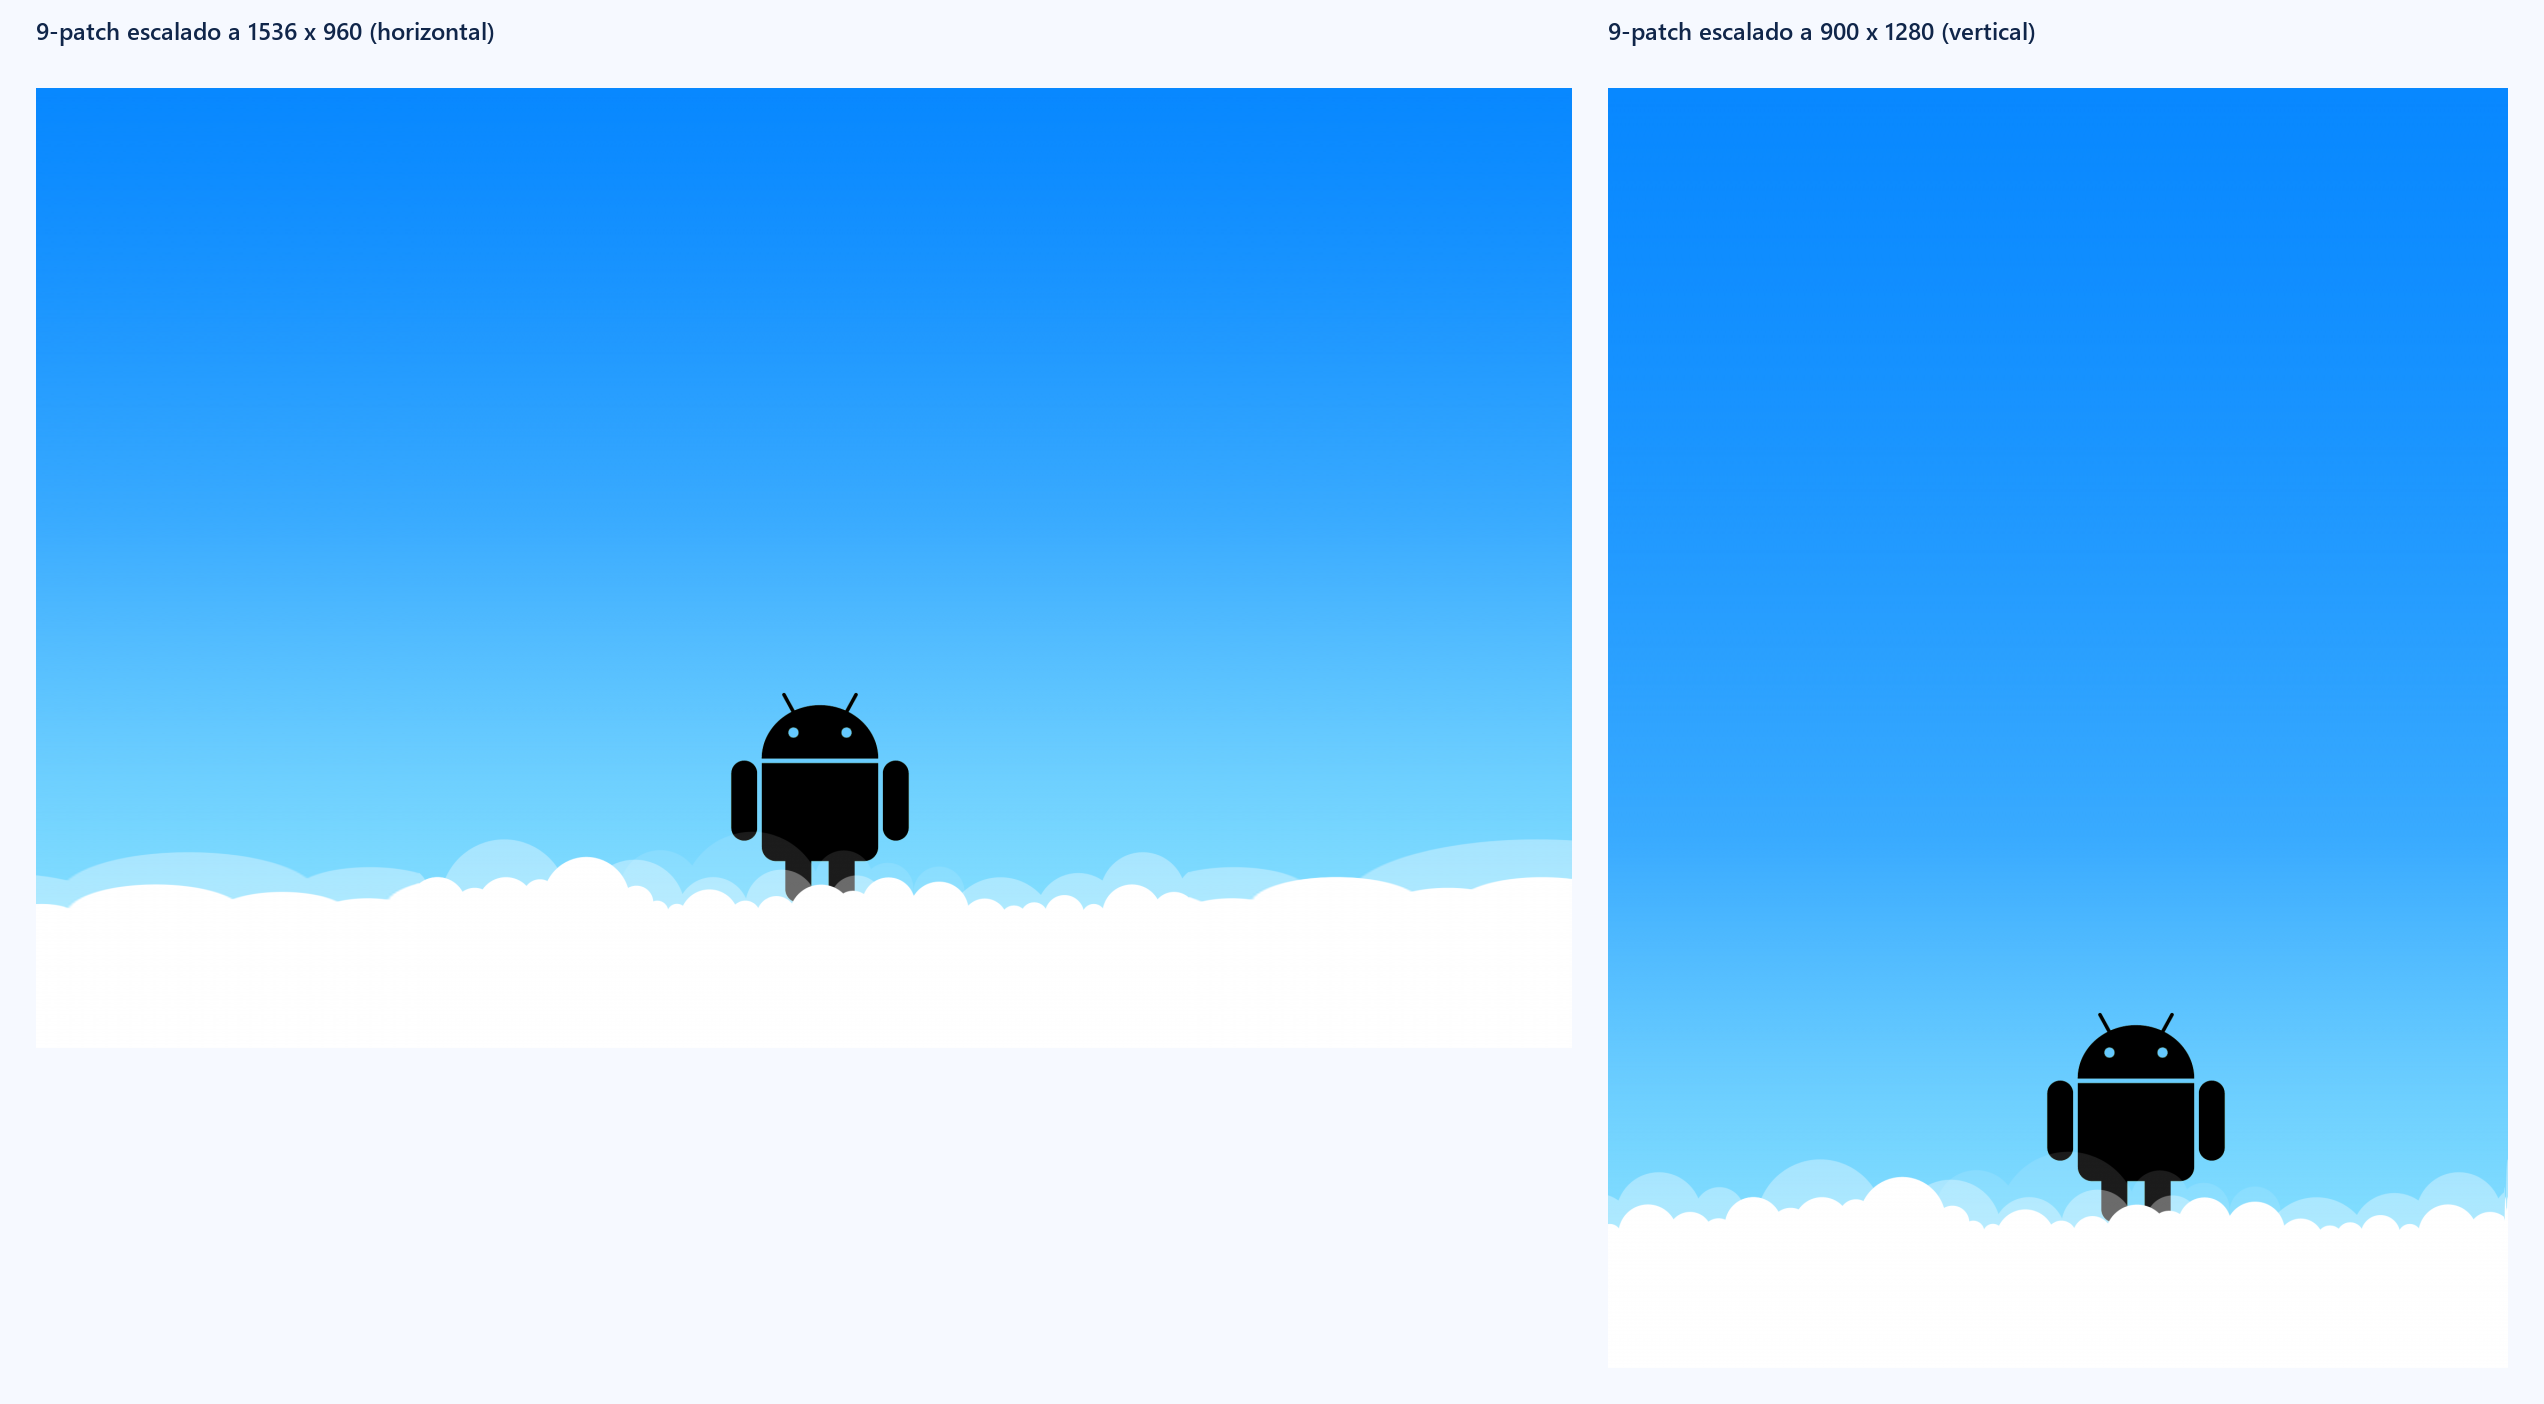 9-patch escalado a 1536 x 960 (horizontal)
9-patch escalado a 900 x 1280 (vertical)